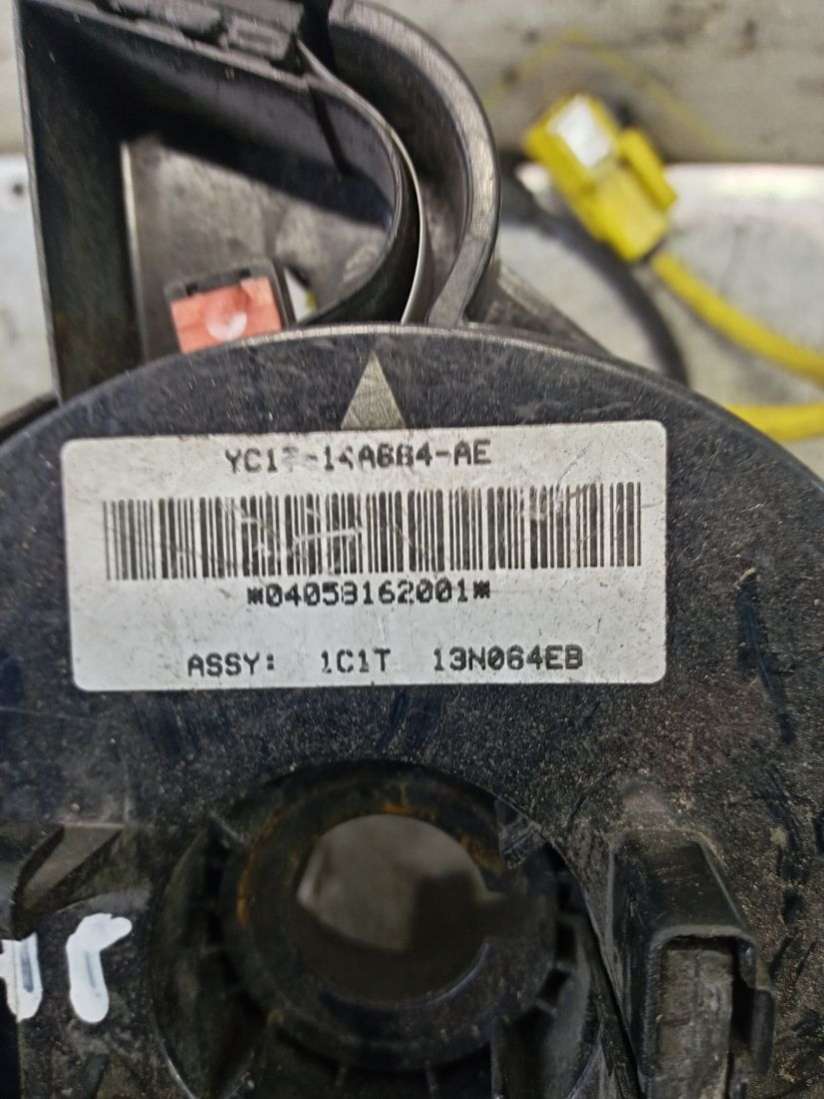 YC1T-14A664-AE
*04058162001*
ASSY: 1C1T 13N064EB